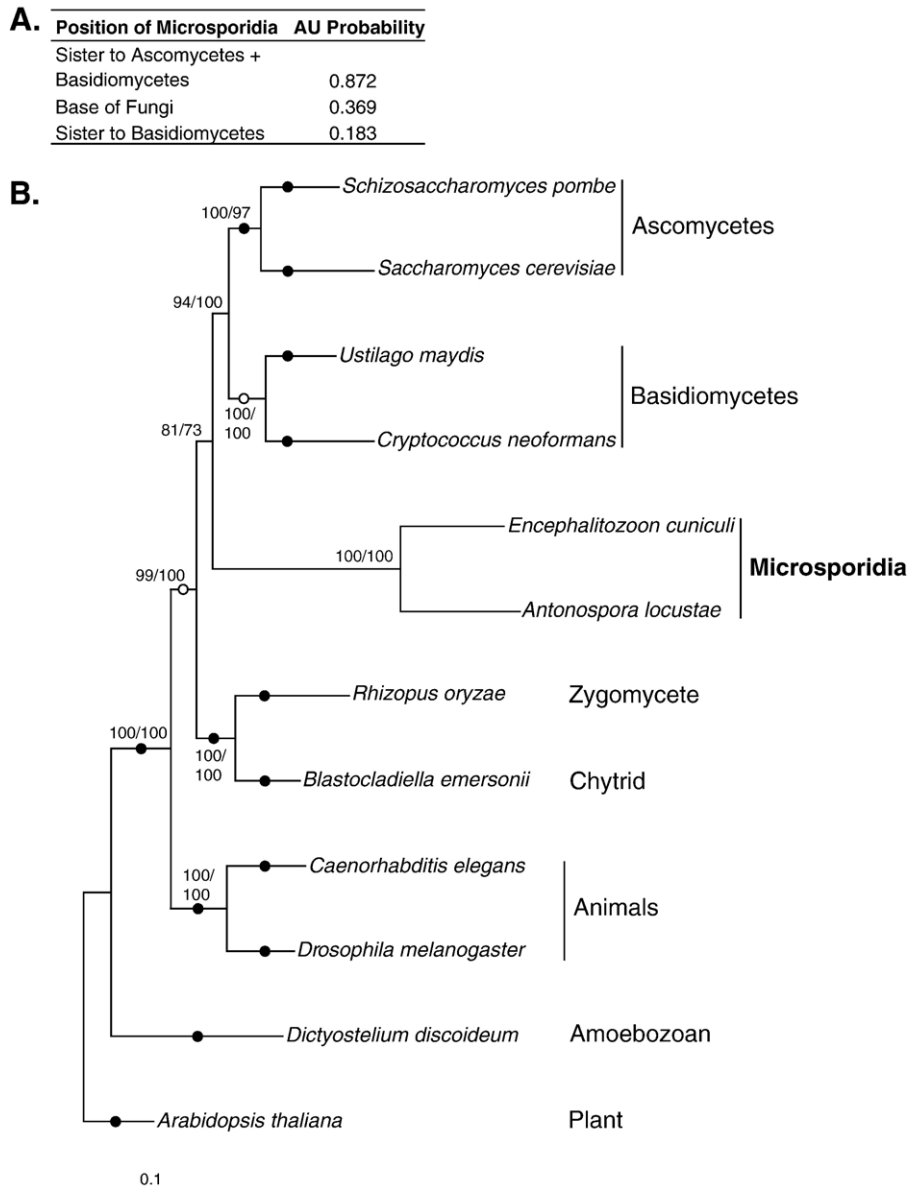 A.
Position of Microsporidia AU Probability
Sister to Ascomycetes +
Basidiomycetes 0.872
Base of Fungi 0.369
Sister to Basidiomycetes 0.183
B.
Schizosaccharomyces pombe
100/97
Ascomycetes
Saccharomyces cerevisiae
94/100
Ustilago maydis
Basidiomycetes
100/
100
81/73
Cryptococcus neoformans
Encephalitozoon cuniculi
100/100
Microsporidia
99/100
Antonospora locustae
Rhizopus oryzae Zygomycete
100/100
100/
100
Blastocladiella emersonii Chytrid
Caenorhabditis elegans
100/
100
Animals
Drosophila melanogaster
Dictyostelium discoideum Amoebozoan
Arabidopsis thaliana Plant
0.1